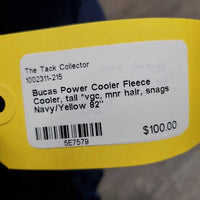 The Tack Collector
1002311-215
Bucas Power Cooler Fleece
Cooler, tall *vgc, mnr hair, snags
Navy/Yellow 82"
$100.00
5E7579